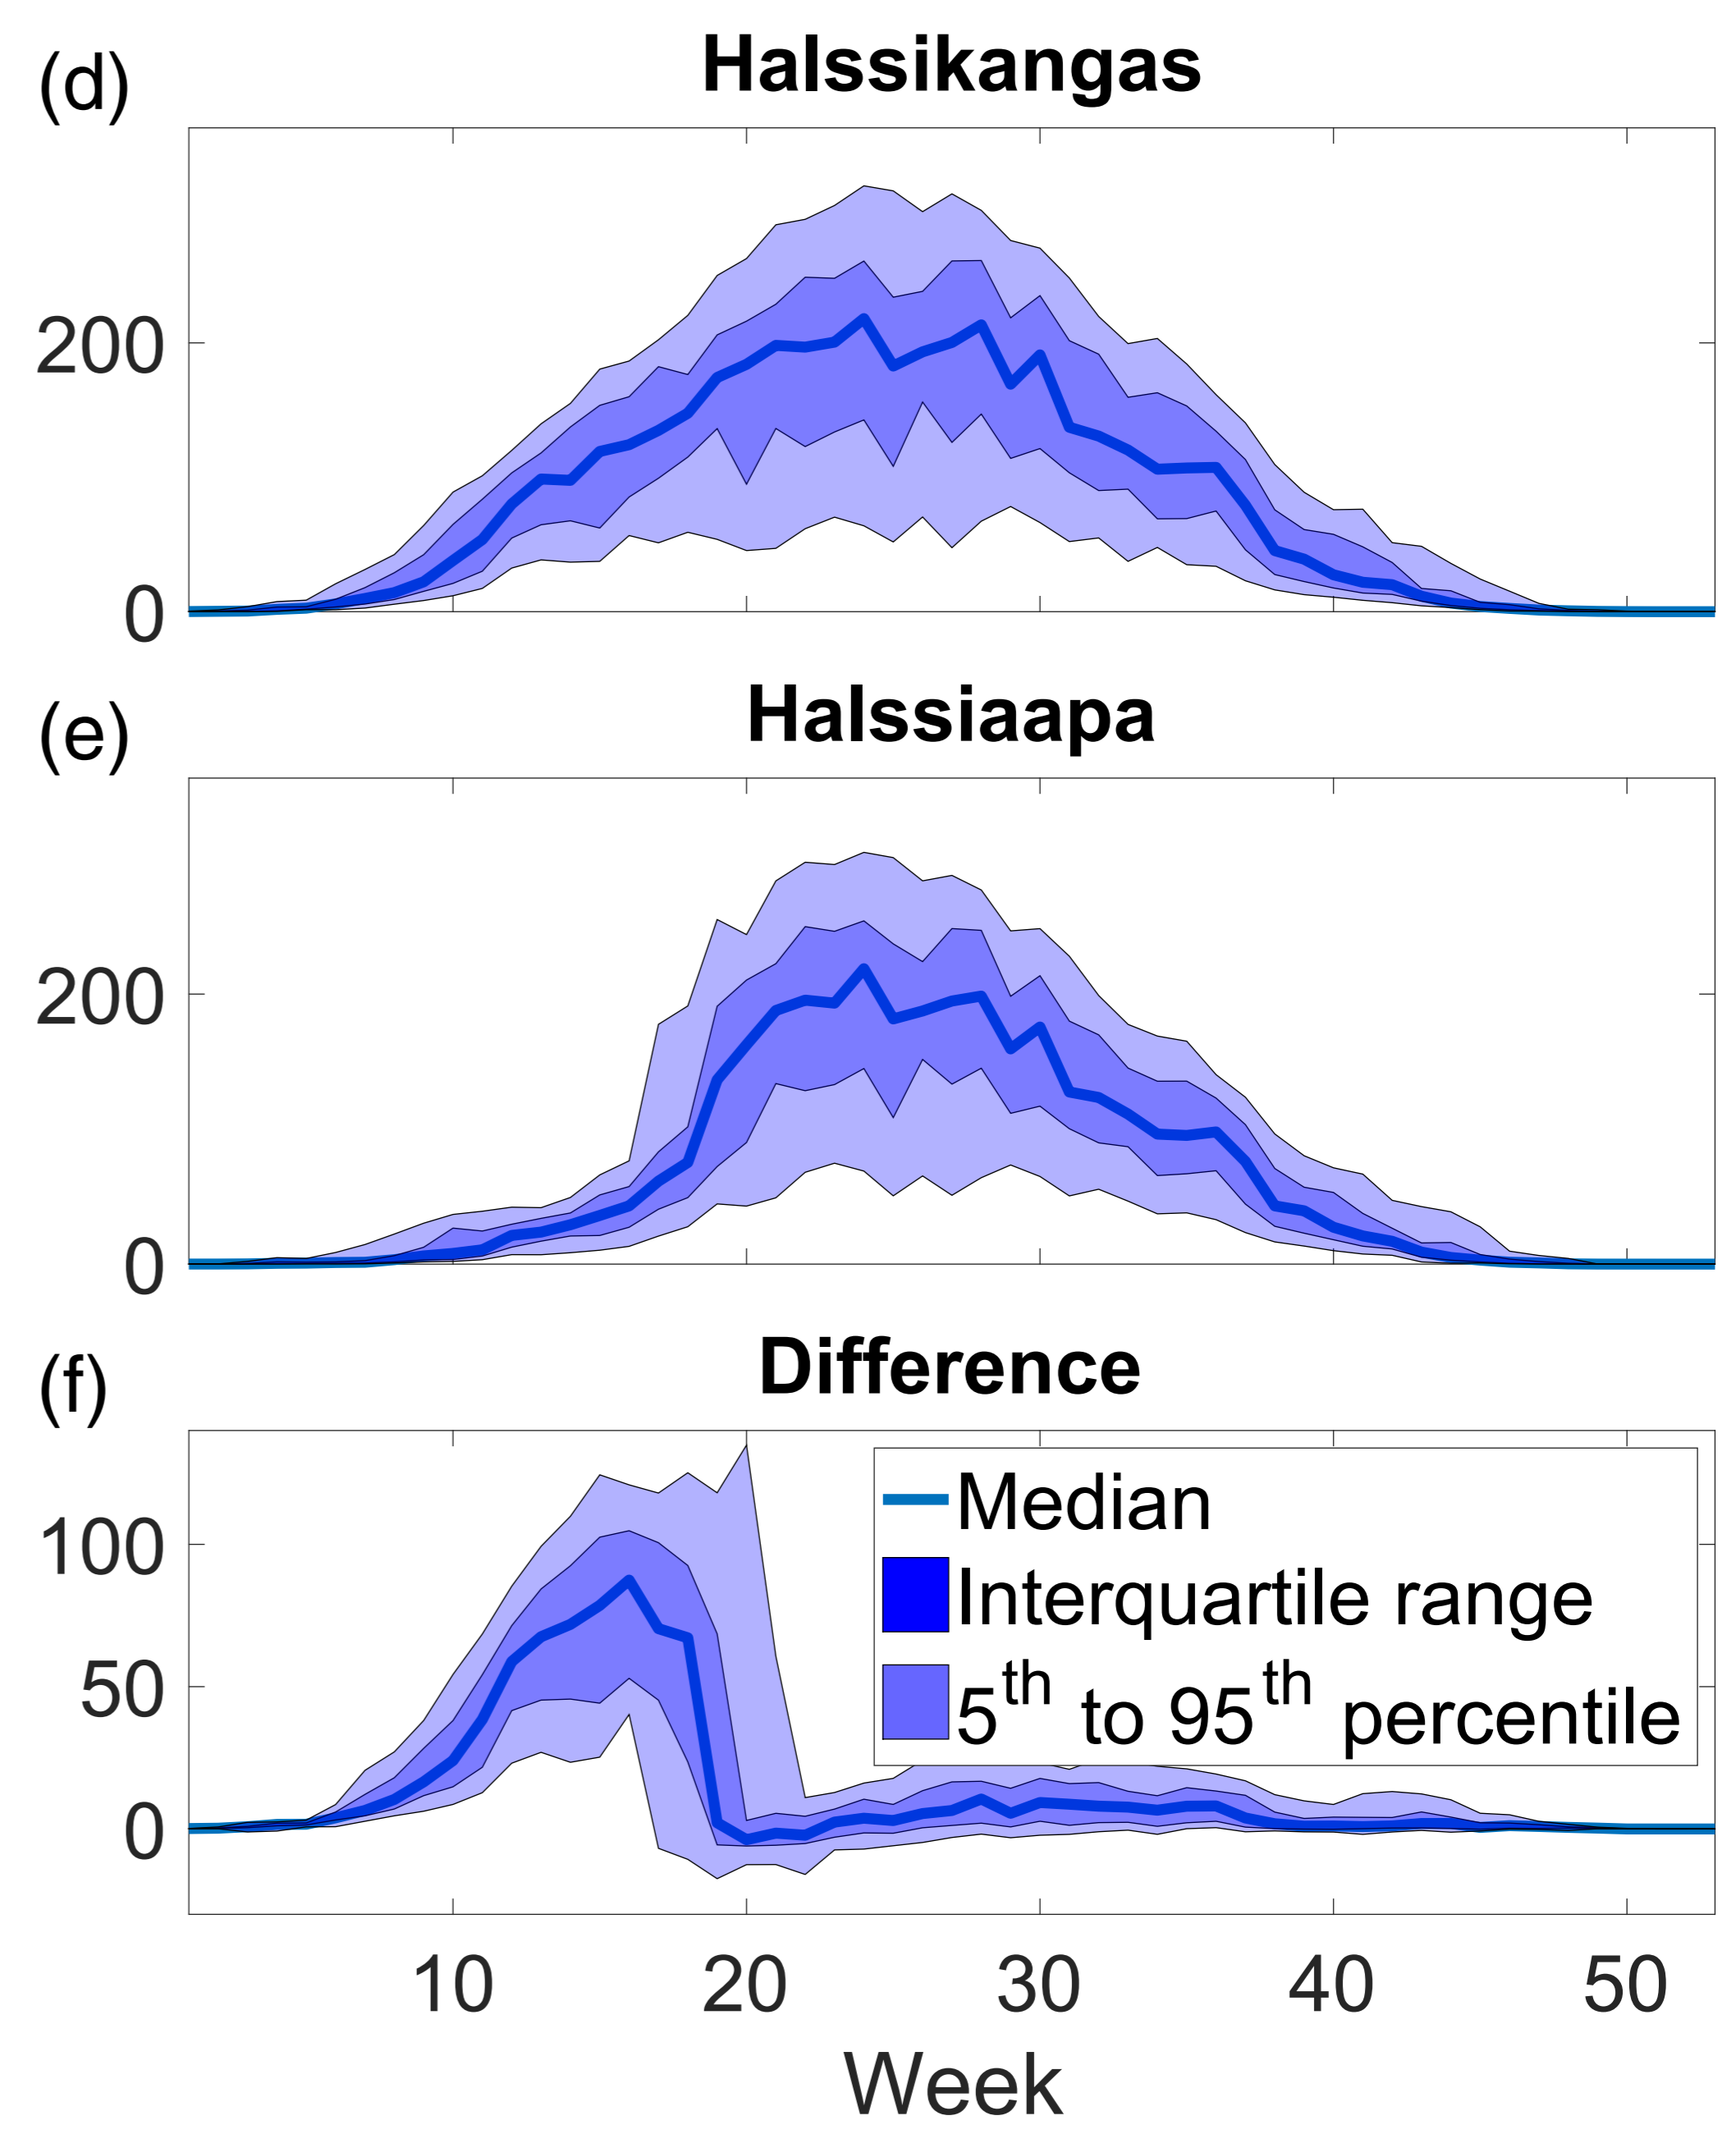 (d)
Halssikangas
200
0
(e)
Halssiaapa
200
0
(f)
Difference
100
50
0
Median
Interquartile range
5th to 95th percentile
10 20 30 40 50
Week